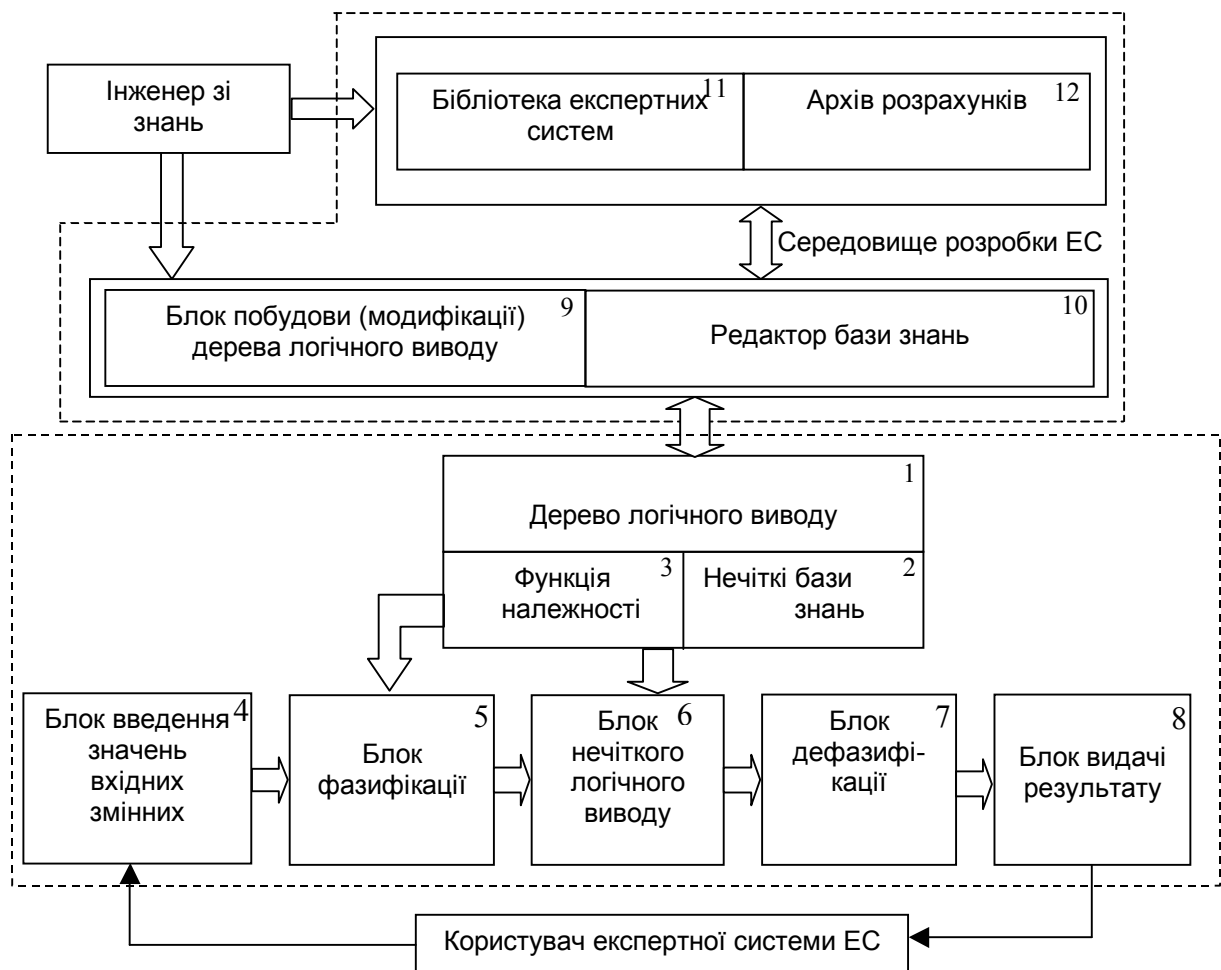 Інженер зі
знань
Бібліотека експертних
систем
11
Архів розрахунків
12
Середовище розробки ЕС
Блок побудови (модифікації)
дерева логічного виводу
9
Редактор бази знань
10
1
Дерево логічного виводу
Функція
належності
3
Нечіткі бази
знань
2
Блок введення
значень
вхідних
змінних
4
5
Блок
фазифікації
Блок
нечіткого
логічного
виводу
6
Блок
дефазифі-
кації
7
8
Блок видачі
результату
Користувач експертної системи ЕС